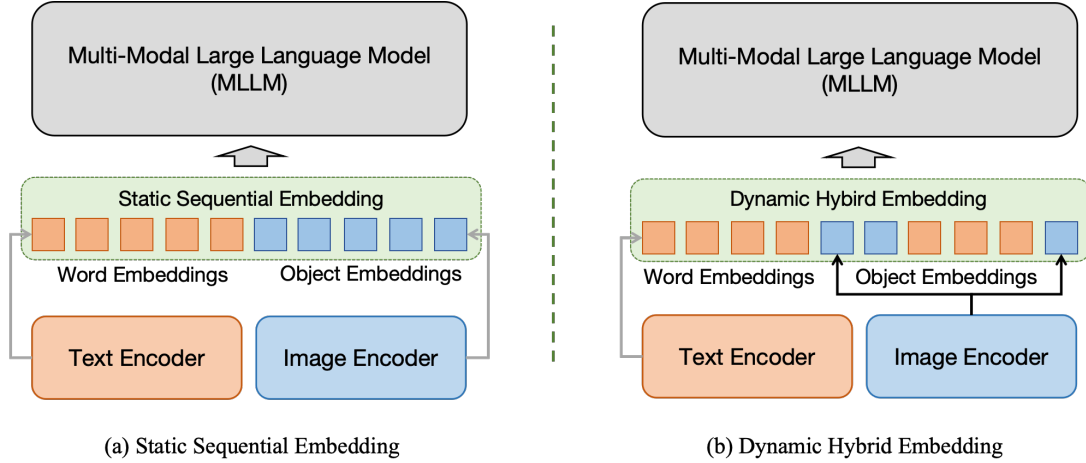 Multi-Modal Large Language Model
(MLLM)
Static Sequential Embedding
Word Embeddings
Object Embeddings
Text Encoder
Image Encoder
(a) Static Sequential Embedding
Multi-Modal Large Language Model
(MLLM)
Dynamic Hybird Embedding
Word Embeddings
Object Embeddings
Text Encoder
Image Encoder
(b) Dynamic Hybrid Embedding